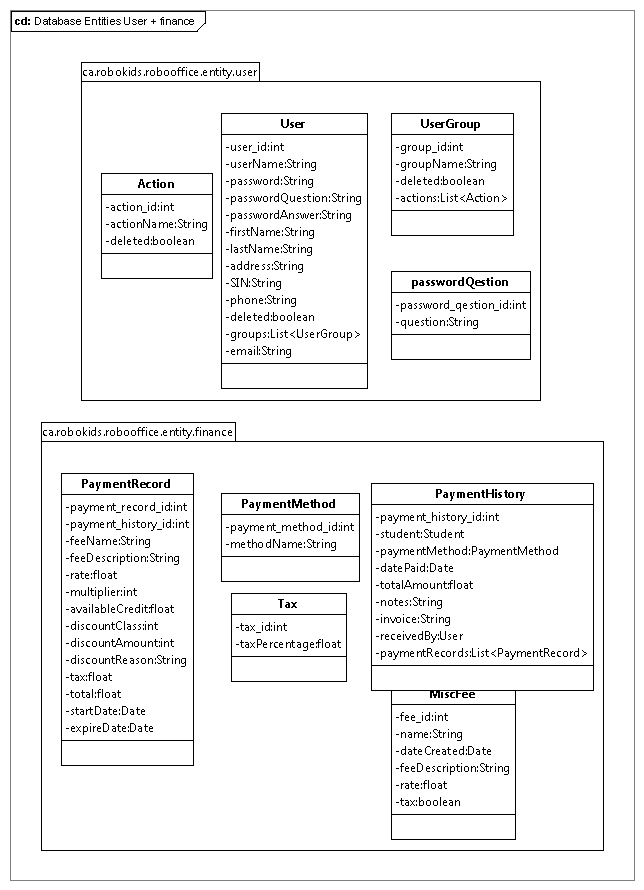 cd: Database Entities User + finance
ca.robokids.robooffice.entity.user
Action
-action_id:int
-actionName:String
-deleted:boolean
User
-user_id:int
-userName:String
-password:String
-passwordQuestion:String
-passwordAnswer:String
-firstName:String
-lastName:String
-address:String
-SIN:String
-phone:String
-deleted:boolean
-groups:List<UserGroup>
-email:String
UserGroup
-group_id:int
-groupName:String
-deleted:boolean
-actions:List<Action>
passwordQestion
-password_qestion_id:int
-question:String
ca.robokids.robooffice.entity.finance
PaymentRecord
-payment_record_id:int
-payment_history_id:int
-feeName:String
-feeDescription:String
-rate:float
-multiplier:int
-availableCredit:float
-discountClass:int
-discountAmount:int
-discountReason:String
-tax:float
-total:float
-startDate:Date
-expireDate:Date
PaymentMethod
-payment_method_id:int
-methodName:String
Tax
-tax_id:int
-taxPercentage:float
PaymentHistory
-payment_history_id:int
-student:Student
-paymentMethod:PaymentMethod
-datePaid:Date
-totalAmount:float
-notes:String
-invoice:String
-receivedBy:User
-paymentRecords:List<PaymentRecord>
MiscFee
-fee_id:int
-name:String
-dateCreated:Date
-feeDescription:String
-rate:float
-tax:boolean